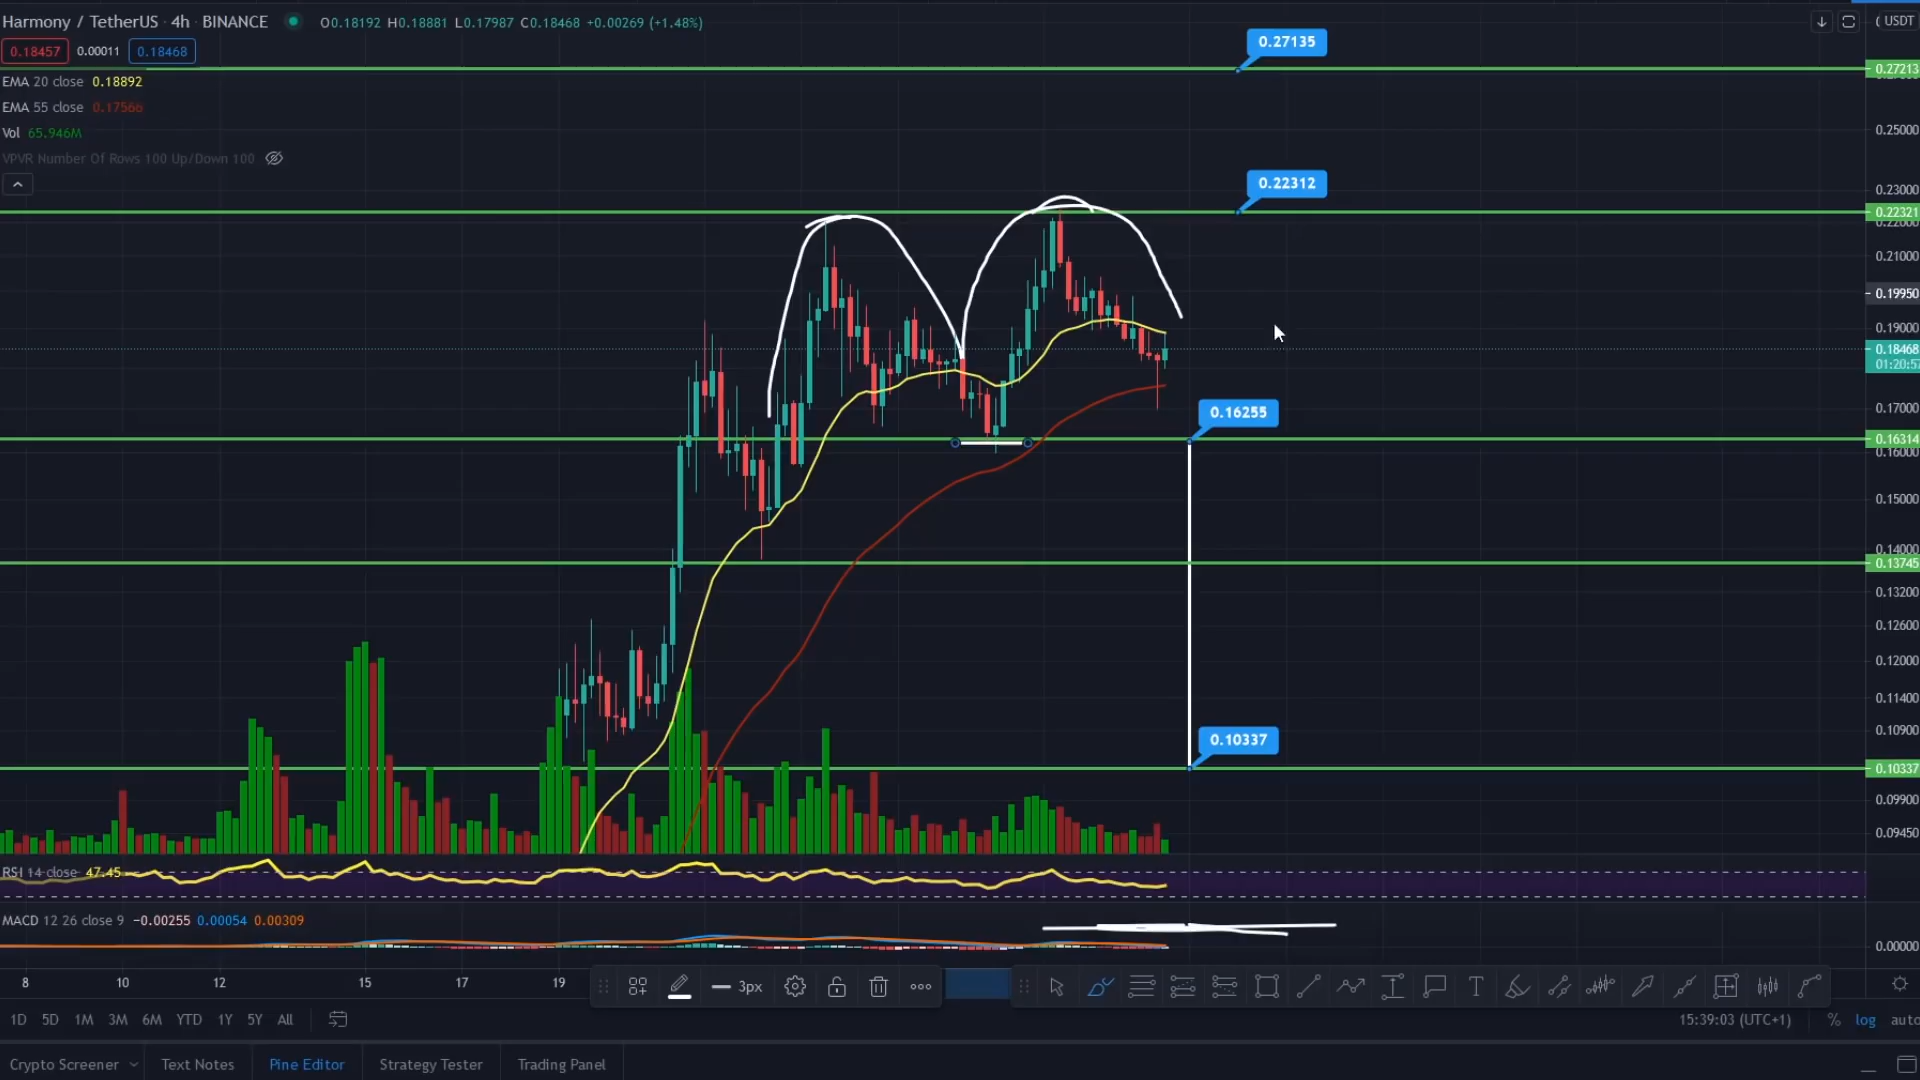 Harmony / TetherUS · 4h · BINANCE O0.18192 H0.18881 L0.17987 C0.18468 +0.00269 (+1.48%)
USDT
0.18457 0.00011 0.18468
0.27135
0.27213
EMA 20 close 0.18892
EMA 55 close 0.17566
Vol 65.946M
0.25000
VPVR Number Of Rows 100 Up/Down 100
0.22312
0.23000
0.22321
0.21000
0.19950
0.19000
0.18468
01:20:57
0.16255
0.17000
0.16314
0.16000
0.15000
0.14000
0.13745
0.13200
0.12600
0.12000
0.11400
0.10900
0.10337
0.10337
0.09900
0.09450
RSI 14 close 47.45
MACD 12 26 close 9 −0.00255 0.00054 0.00309
0.00000
8 10 12 15 17 19
3px
1D 5D 1M 3M 6M YTD 1Y 5Y All
15:39:03 (UTC+1) % log auto
Crypto Screener Text Notes Pine Editor Strategy Tester Trading Panel